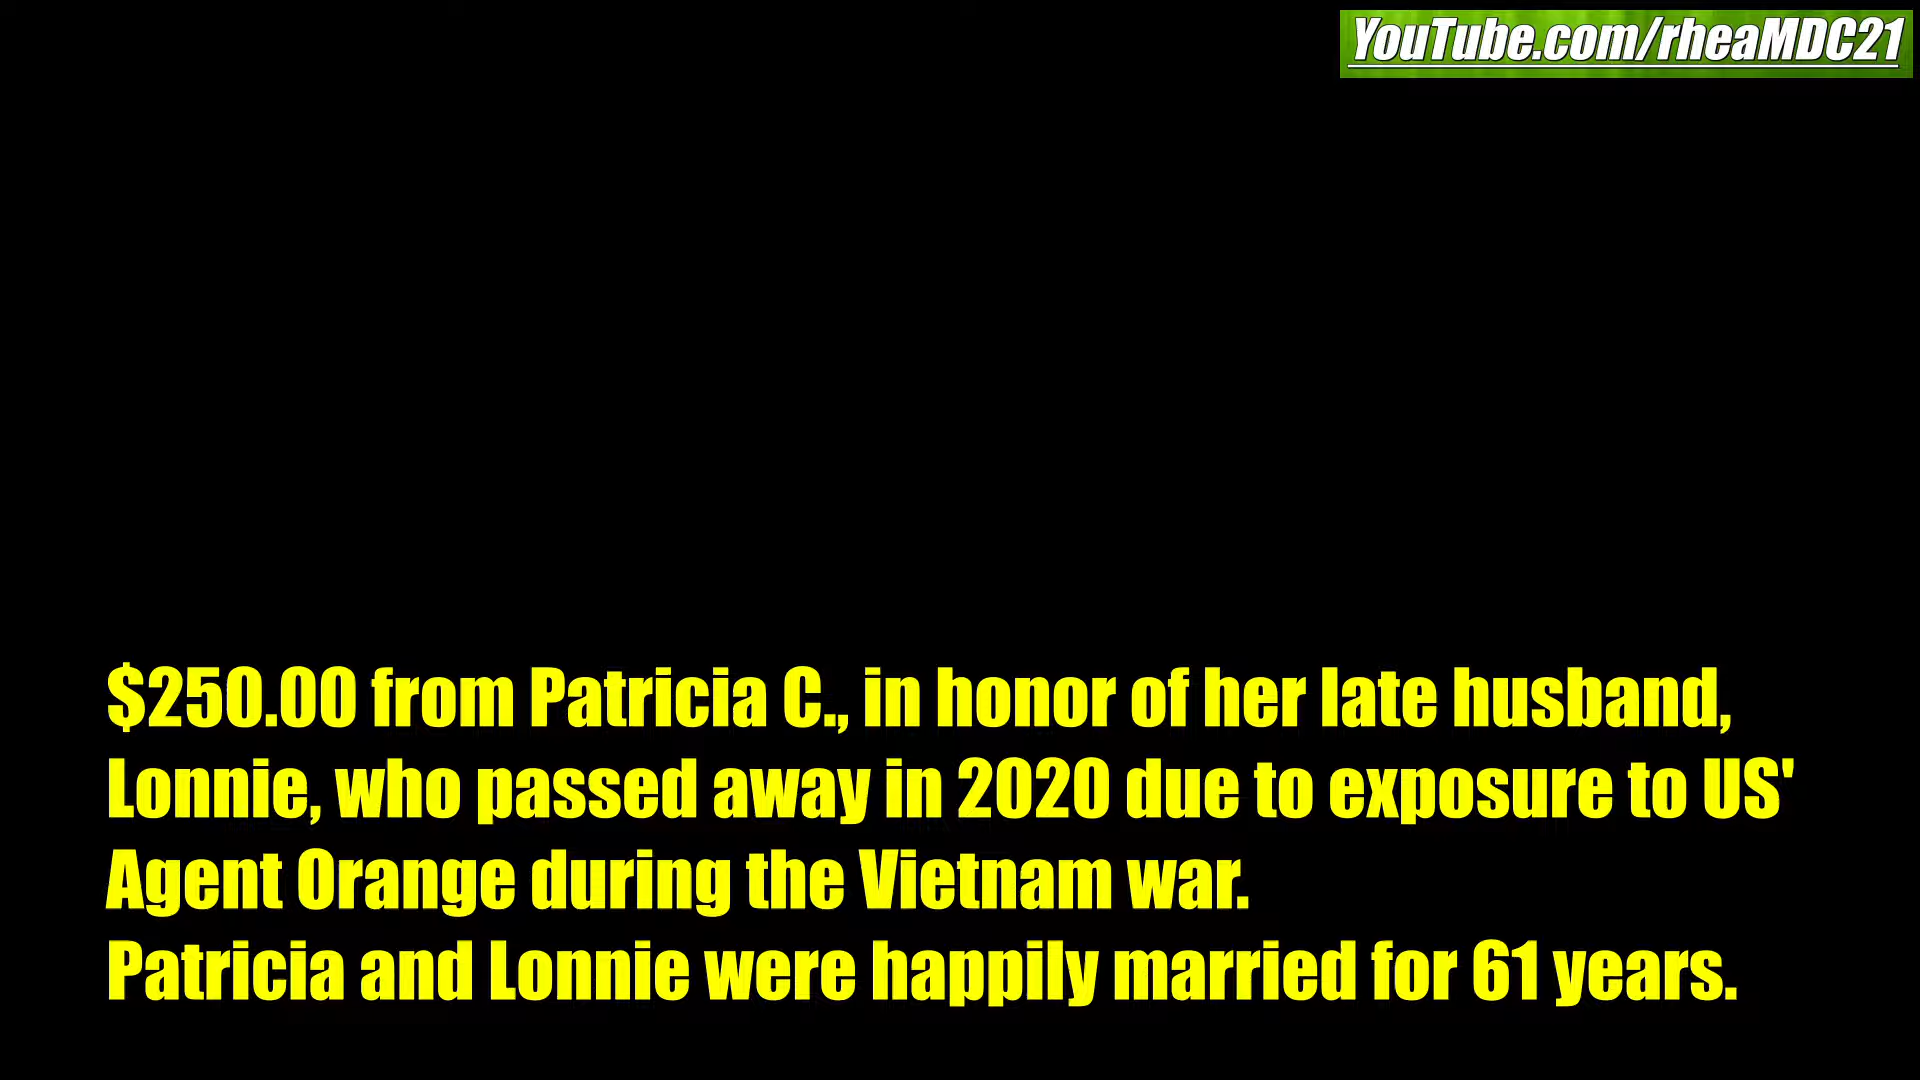 YouTube.com/rheaMDC21
$250.00 from Patricia C., in honor of her late husband,
Lonnie, who passed away in 2020 due to exposure to US'
Agent Orange during the Vietnam war.
Patricia and Lonnie were happily married for 61 years.